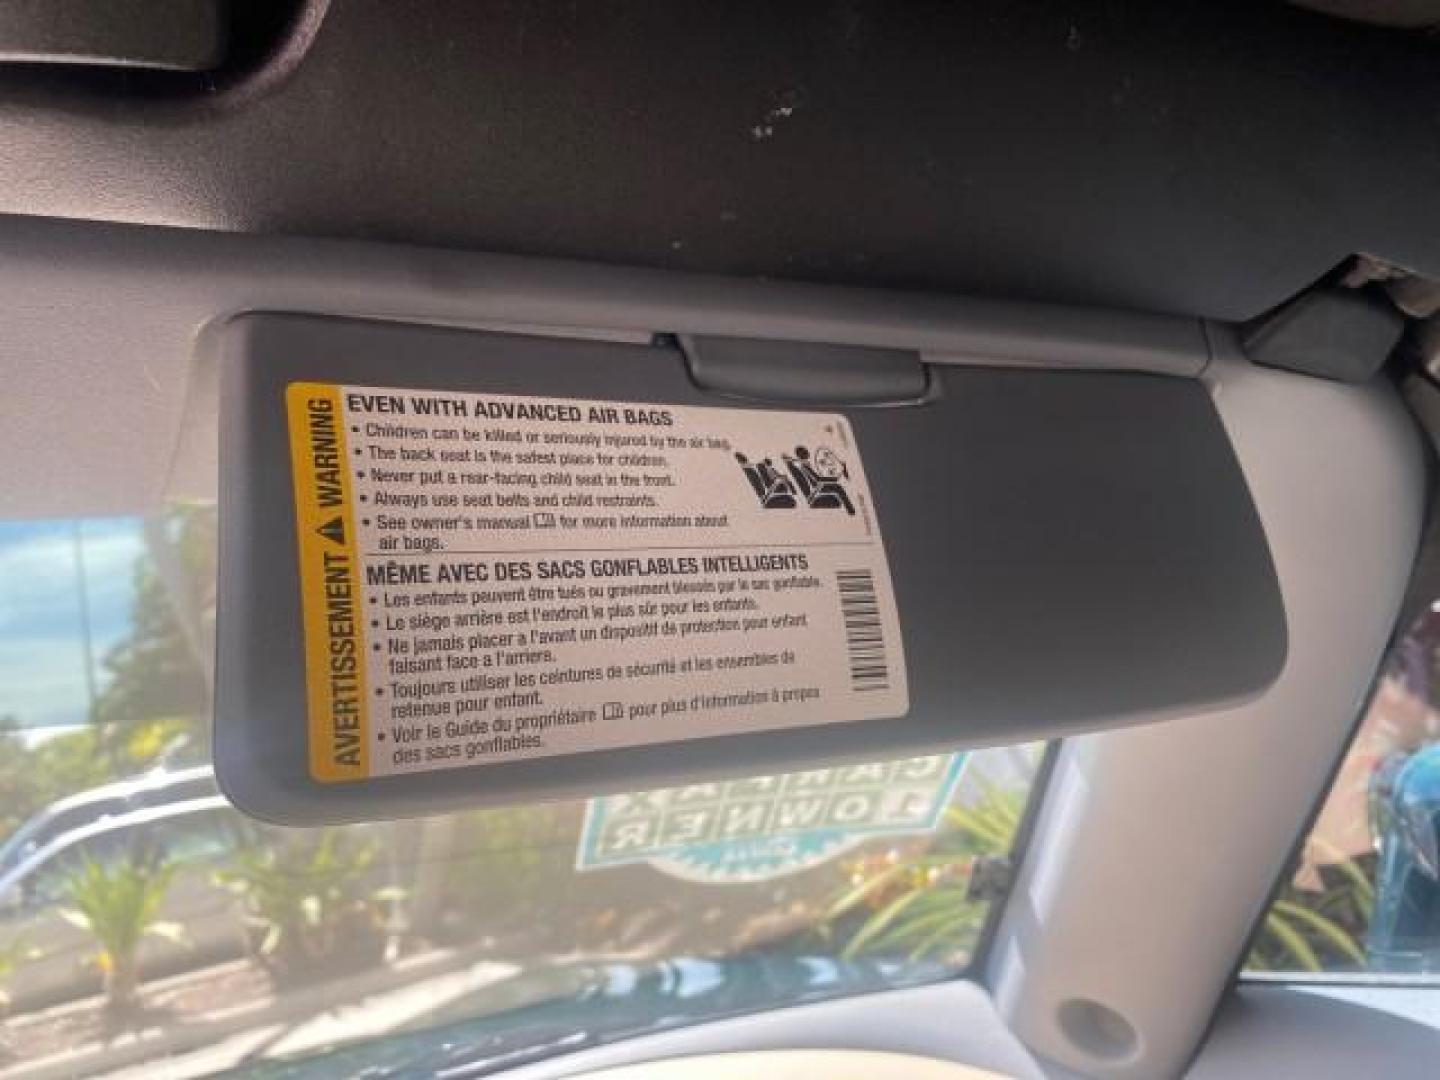 ⚠ WARNING
EVEN WITH ADVANCED AIR BAGS
• Children can be killed or seriously injured by the air bag.
• The back seat is the safest place for children.
• Never put a rear-facing child seat in the front.
• Always use seat belts and child restraints.
• See owner's manual for more information about
air bags.
AVERTISSEMENT
MÊME AVEC DES SACS GONFLABLES INTELLIGENTS
• Les enfants peuvent être tués ou gravement blessés par le sac gonflable.
• Le siège arrière est l'endroit le plus sûr pour les enfants.
• Ne jamais placer a l'avant un dispositif de protection pour enfant
faisant face a l'arriere.
• Toujours utiliser les ceintures de sécurité et les ensembles de
retenue pour enfant.
• Voir le Guide du propriétaire pour plus d'information à propos
des sacs gonflables.
CARFAX
1 OWNER